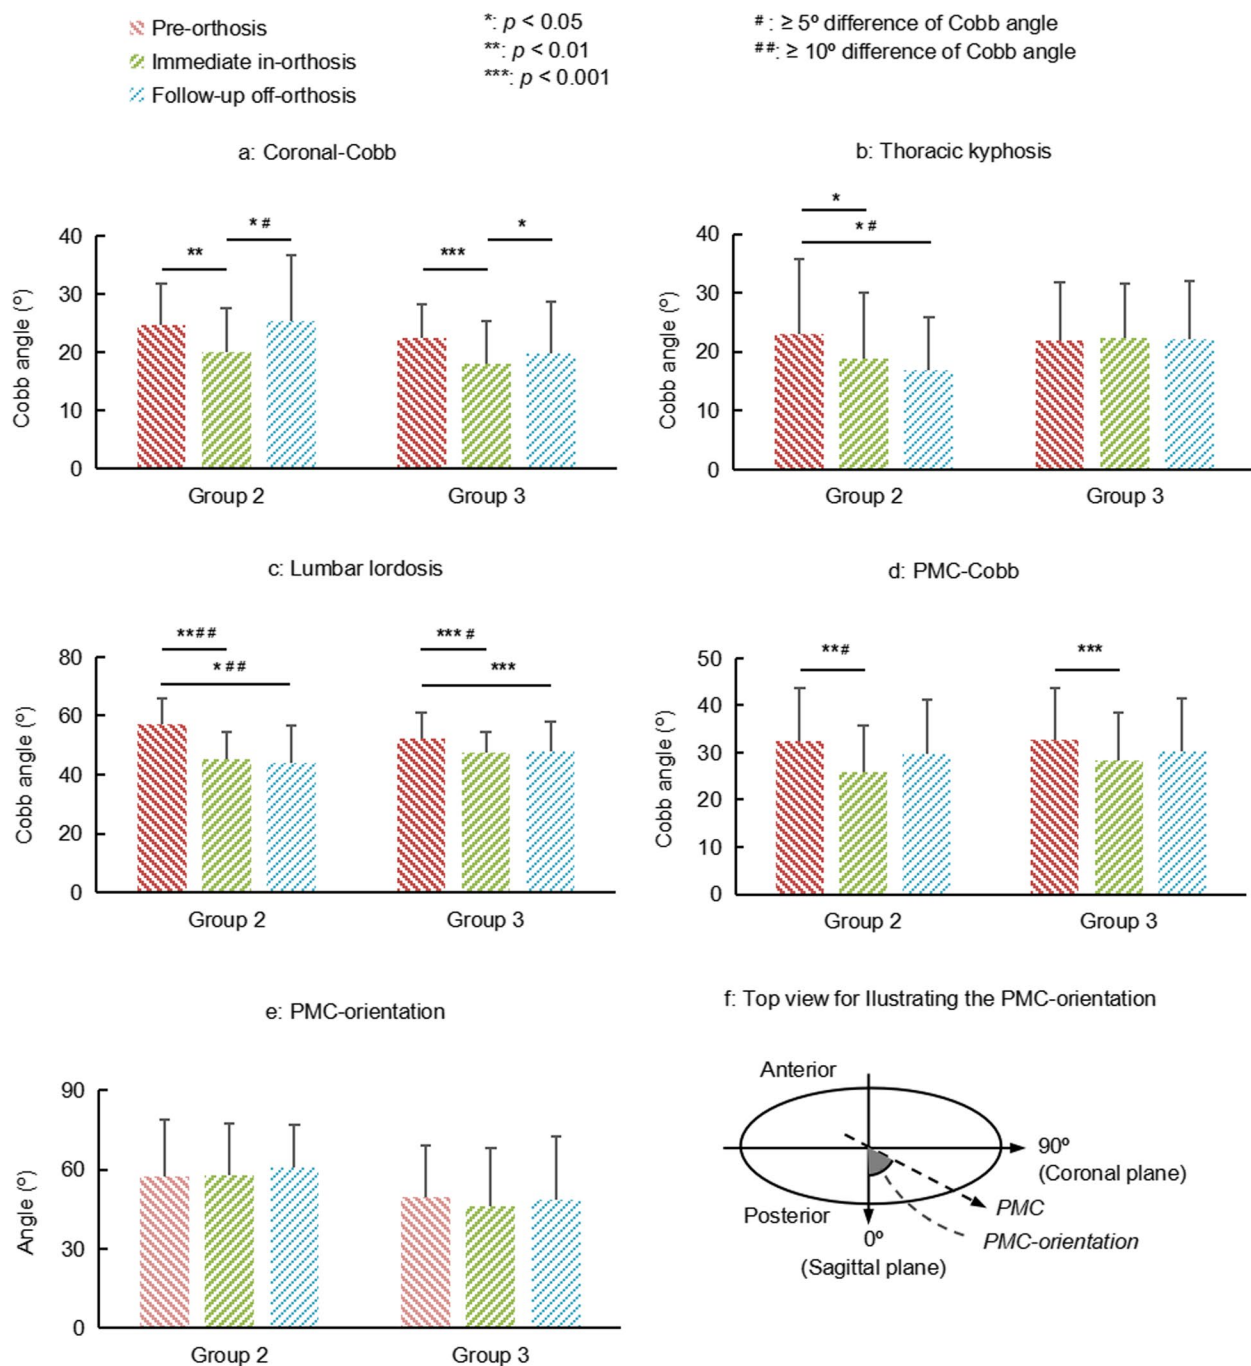 Pre-orthosis
Immediate in-orthosis
Follow-up off-orthosis
*: p < 0.05
**: p < 0.01
***: p < 0.001
#: ≥ 5º difference of Cobb angle
##: ≥ 10º difference of Cobb angle
a: Coronal-Cobb
Cobb angle (º)
40
30
20
10
0
**
* #
***
*
Group 2
Group 3
b: Thoracic kyphosis
Cobb angle (º)
40
30
20
10
0
*
* #
Group 2
Group 3
c: Lumbar lordosis
Cobb angle (º)
80
60
40
20
0
**##
* ##
*** #
***
Group 2
Group 3
d: PMC-Cobb
Cobb angle (º)
50
40
30
20
10
0
**#
***
Group 2
Group 3
e: PMC-orientation
Angle (º)
90
60
30
0
Group 2
Group 3
f: Top view for Ilustrating the PMC-orientation
Anterior
90º
(Coronal plane)
PMC
Posterior
0º
PMC-orientation
(Sagittal plane)